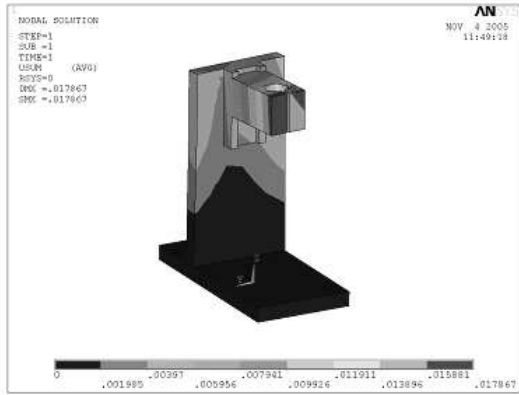 NODAL SOLUTION
STEP=1
SUB =1
TIME=1
USUM (AVG)
RSYS=0
DMX =.017867
SMX =.017867
ANSYS
NOV 4 2005
11:49:18
0 .00397 .007941 .011911 .015881
.001985 .005956 .009926 .013896 .017867